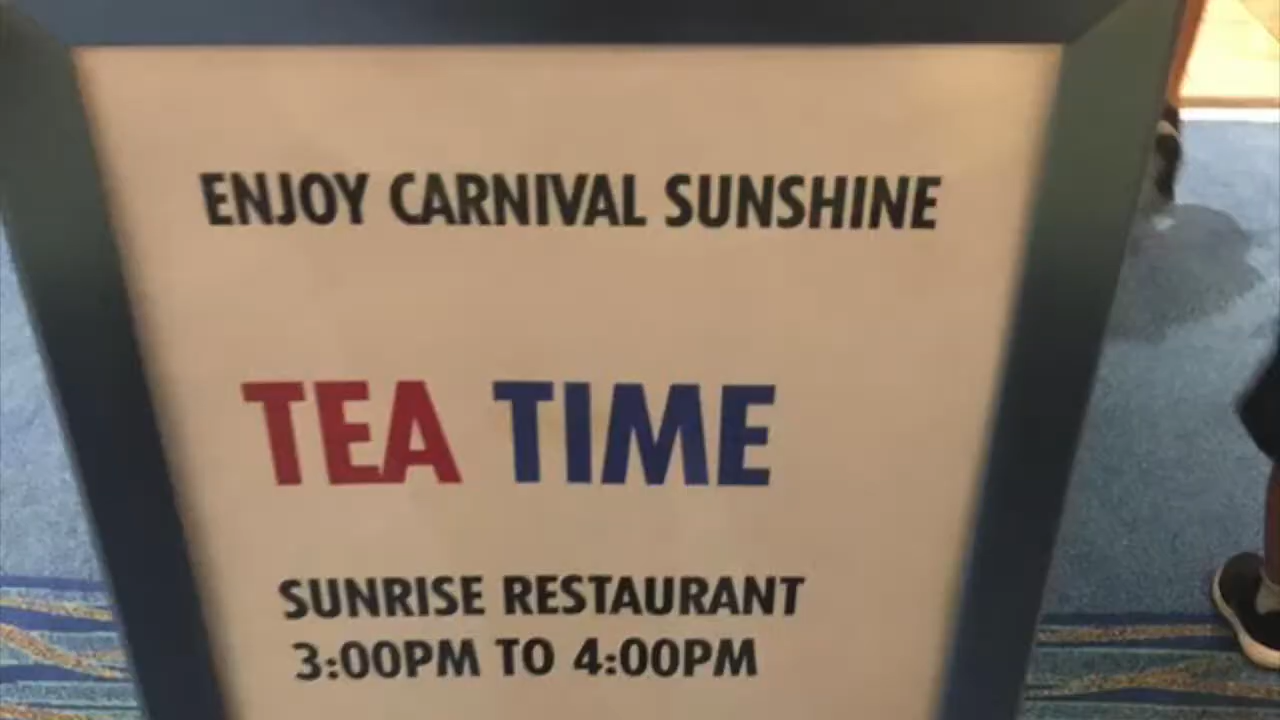 ENJOY CARNIVAL SUNSHINE
TEA TIME
SUNRISE RESTAURANT
3:00PM TO 4:00PM